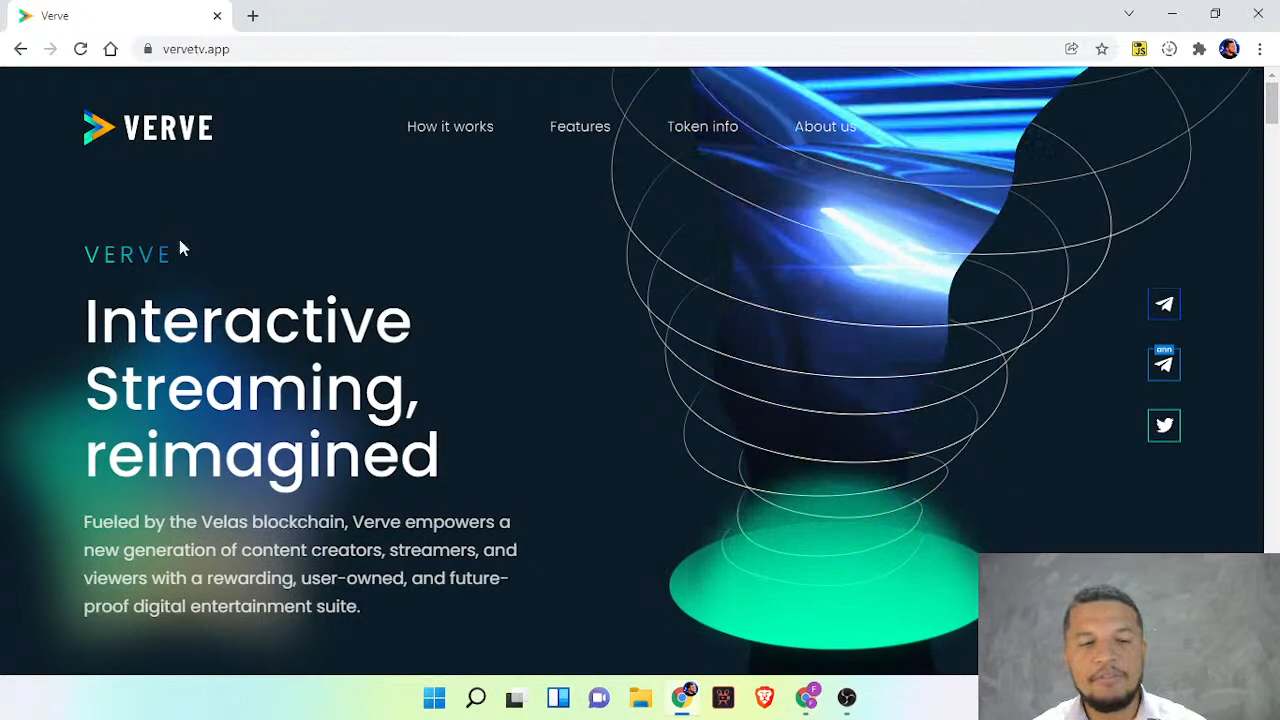 Verve
vervetv.app
JS
VERVE
How it works
Features
Token info
About us
VERVE
Interactive
Streaming,
reimagined
Fueled by the Velas blockchain, Verve empowers a
new generation of content creators, streamers, and
viewers with a rewarding, user-owned, and future-
proof digital entertainment suite.
ann
F
F